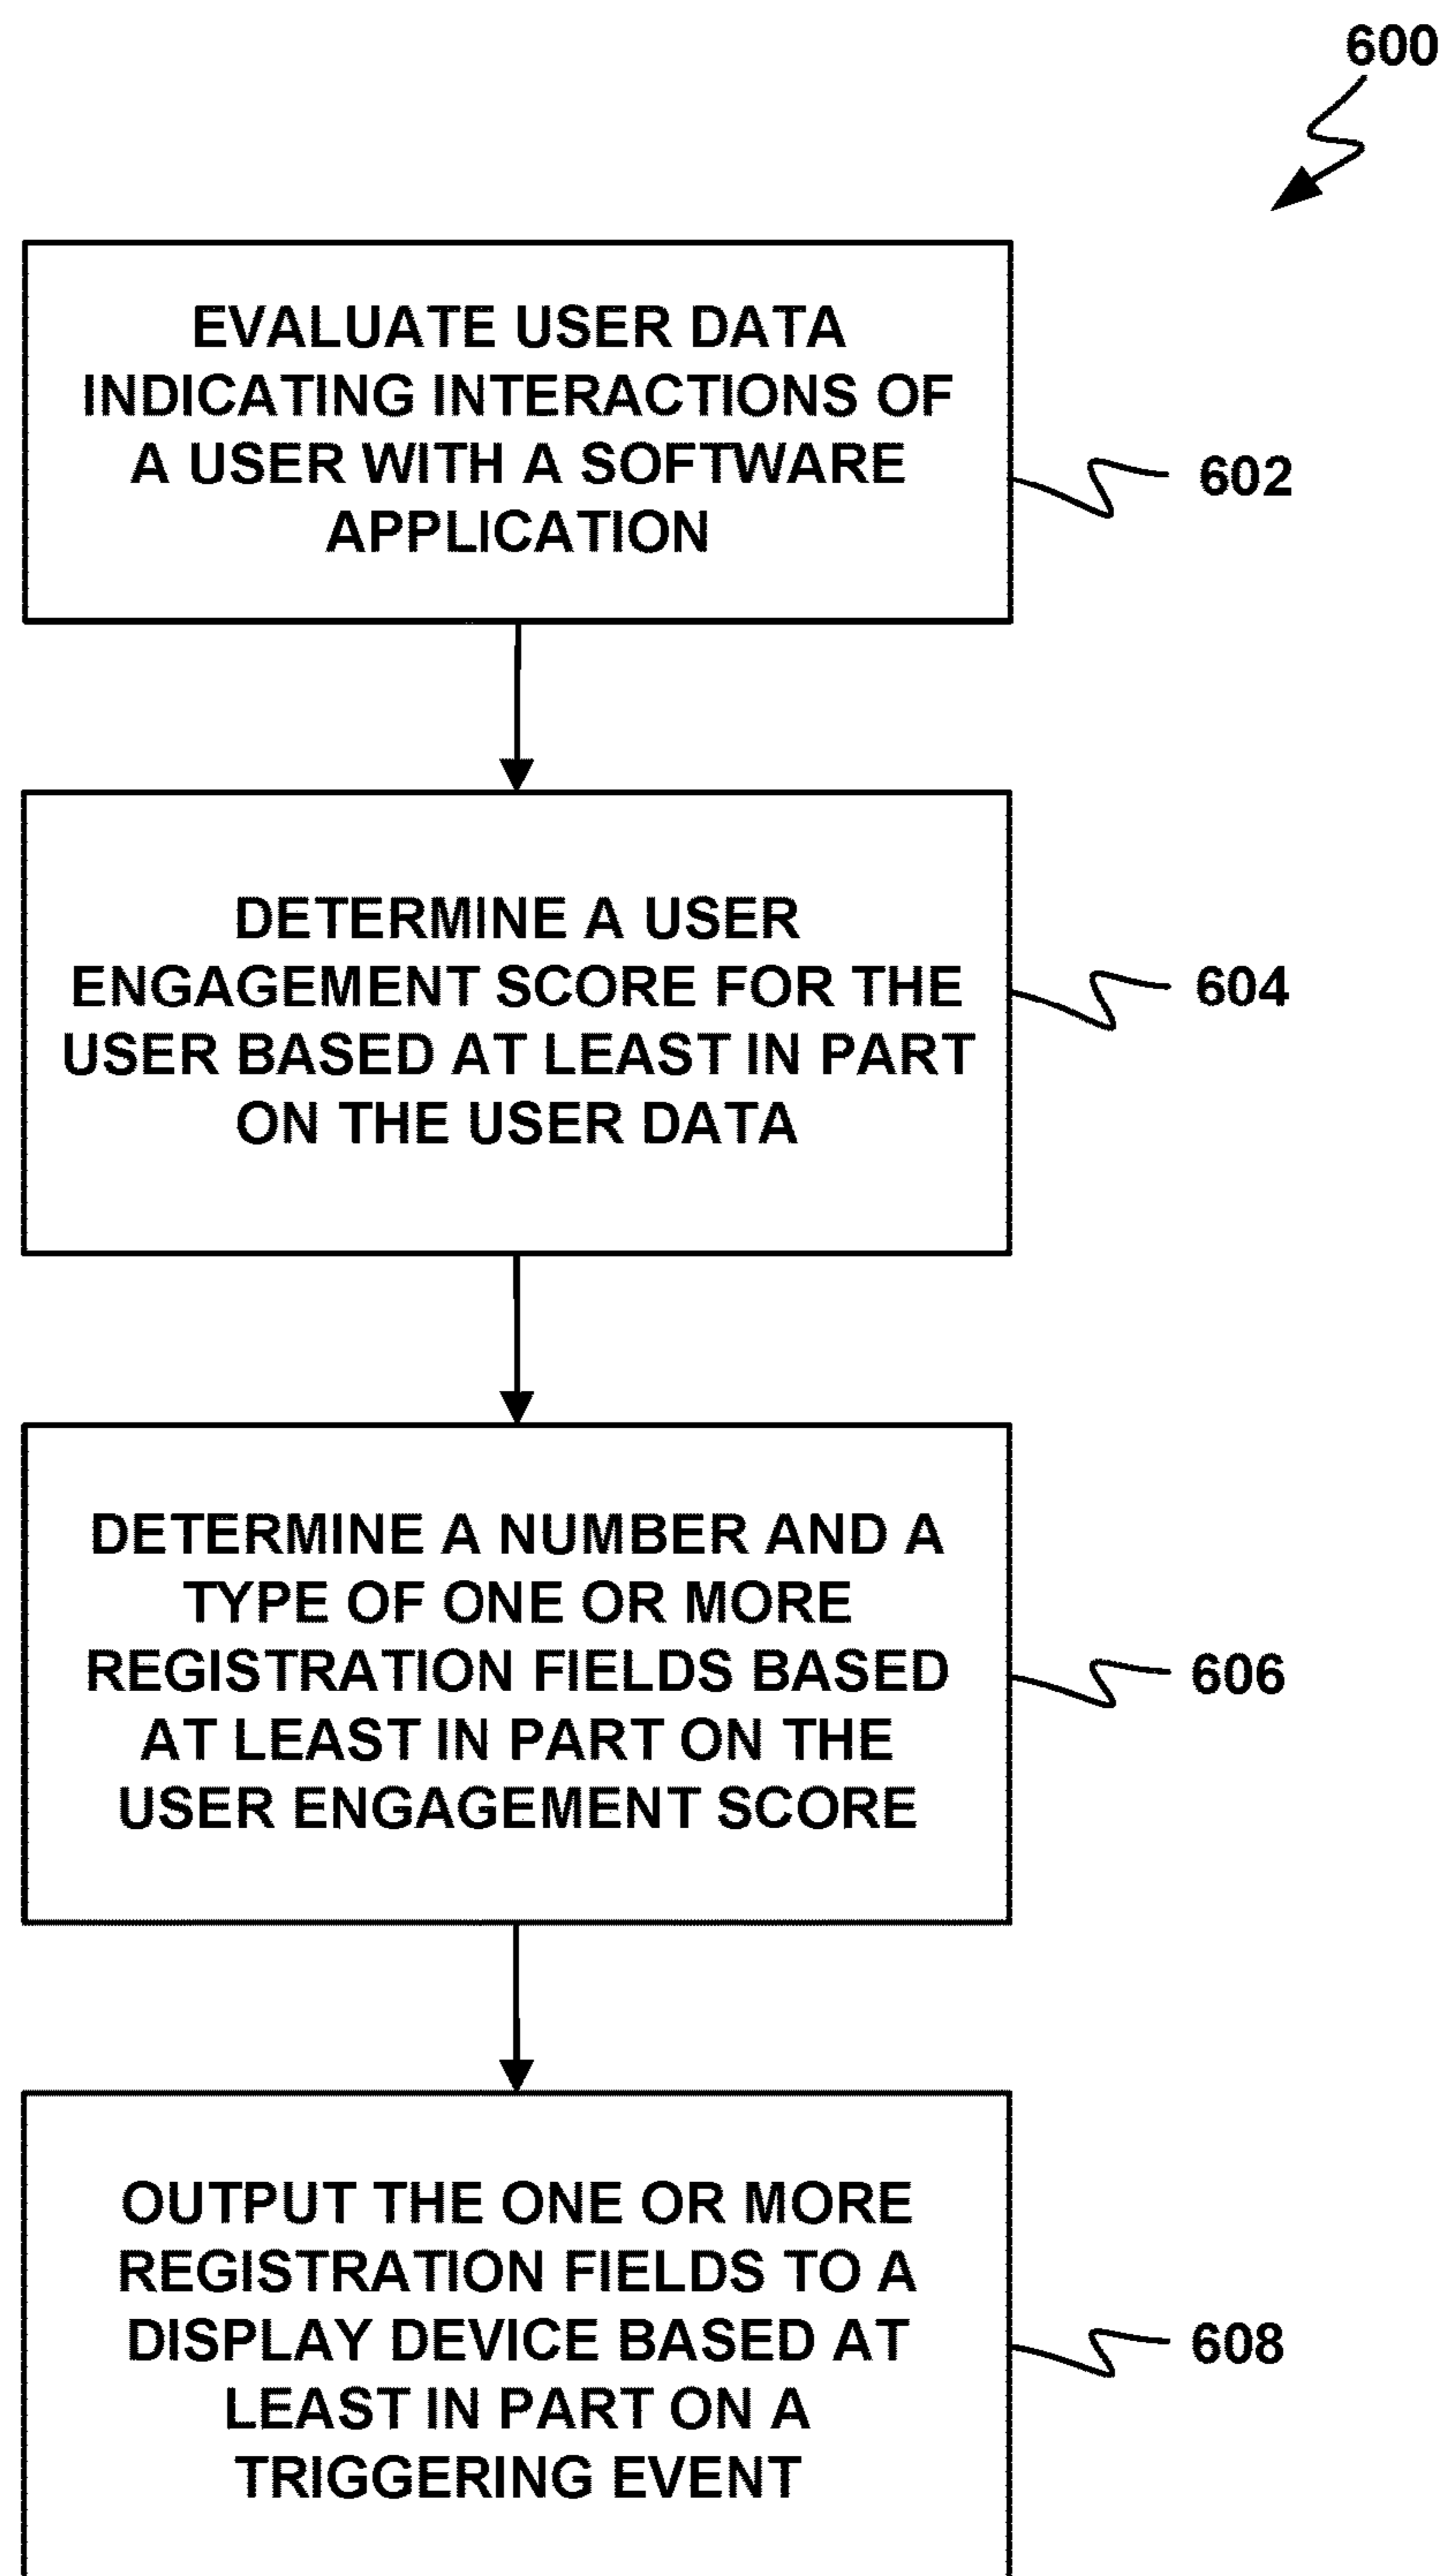 600
EVALUATE USER DATA
INDICATING INTERACTIONS OF
A USER WITH A SOFTWARE
APPLICATION
602
DETERMINE A USER
ENGAGEMENT SCORE FOR THE
USER BASED AT LEAST IN PART
ON THE USER DATA
604
DETERMINE A NUMBER AND A
TYPE OF ONE OR MORE
REGISTRATION FIELDS BASED
AT LEAST IN PART ON THE
USER ENGAGEMENT SCORE
606
OUTPUT THE ONE OR MORE
REGISTRATION FIELDS TO A
DISPLAY DEVICE BASED AT
LEAST IN PART ON A
TRIGGERING EVENT
608